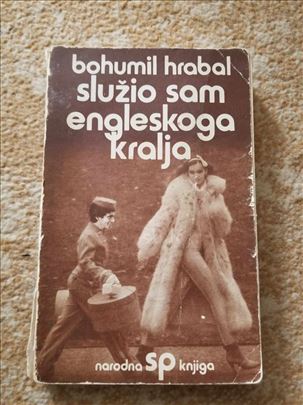 bohumil hrabal
služio sam
engleskoga
kralja
narodna sp knjiga